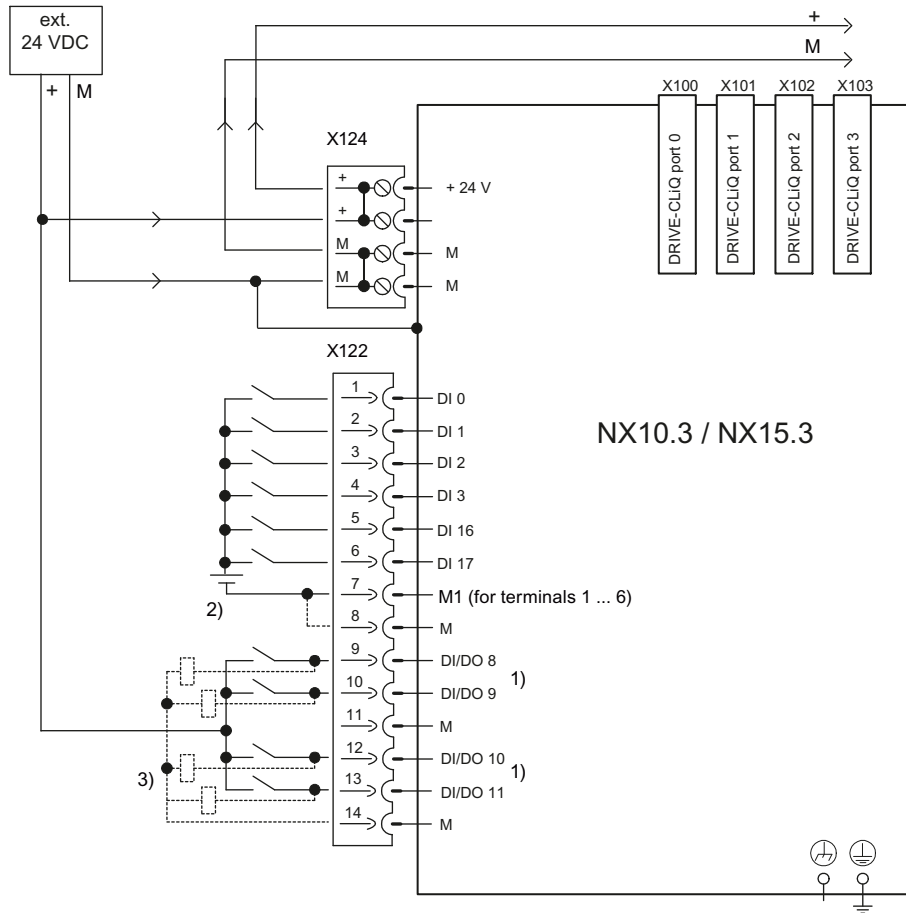 ext.
24 VDC
+ M
+
M
X100 X101 X102 X103
DRIVE-CLiQ port 0
DRIVE-CLiQ port 1
DRIVE-CLiQ port 2
DRIVE-CLiQ port 3
X124
+ + 24 V
+
M M
M M
X122
1 DI 0
2 DI 1
3 DI 2
4 DI 3
5 DI 16
6 DI 17
7 M1 (for terminals 1 ... 6)
2)
8 M
9 DI/DO 8
1)
10 DI/DO 9
11 M
12 DI/DO 10
3) 1)
13 DI/DO 11
14 M
NX10.3 / NX15.3